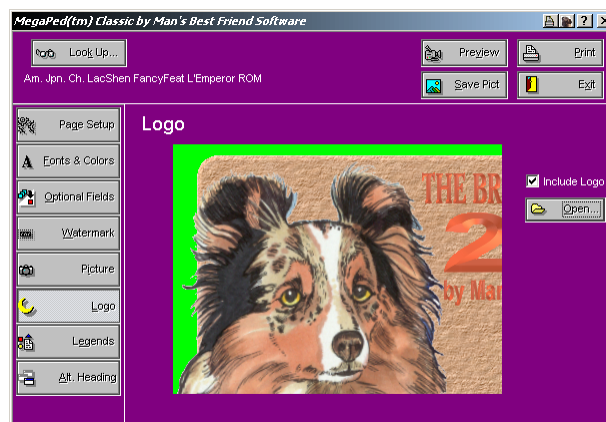 MegaPed(tm) Classic by Man's Best Friend Software
Look Up...
Preview
Print
Am. Jpn. Ch. LacShen FancyFeat L'Emperor ROM
Save Pict
Exit
Page Setup
Logo
Fonts & Colors
Optional Fields
Watermark
Picture
Logo
Legends
Alt. Heading
THE BR
2
by Ma
Include Logo
Open...